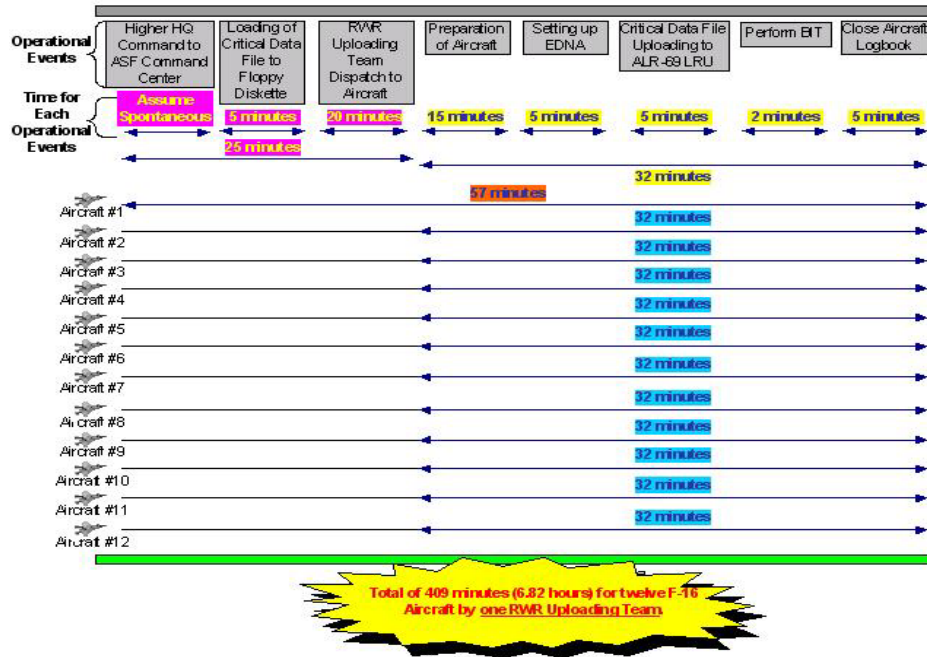 Operational
Events
Higher HQ
Command to
ASF Command
Center
Loading of
Critical Data
File to
Floppy
Diskette
RWR
Uploading
Team
Dispatch to
Aircraft
Preparation
of Aircraft
Setting up
EDNA
Critical Data File
Uploading to
ALR-69 LRU
Perform BIT
Close Aircraft
Logbook
Time for
Each
Operational
Events
Assume
Spontaneous
5 minutes
20 minutes
15 minutes
5 minutes
5 minutes
2 minutes
5 minutes
25 minutes
32 minutes
57 minutes
Aircraft #1
32 minutes
Aircraft #2
32 minutes
Aircraft #3
32 minutes
Aircraft #4
32 minutes
Aircraft #5
32 minutes
Aircraft #6
32 minutes
Aircraft #7
32 minutes
Aircraft #8
32 minutes
Aircraft #9
32 minutes
Aircraft #10
32 minutes
Aircraft #11
32 minutes
Aircraft #12
Total of 409 minutes (6.82 hours) for twelve F-16
Aircraft by one RWR Uploading Team.